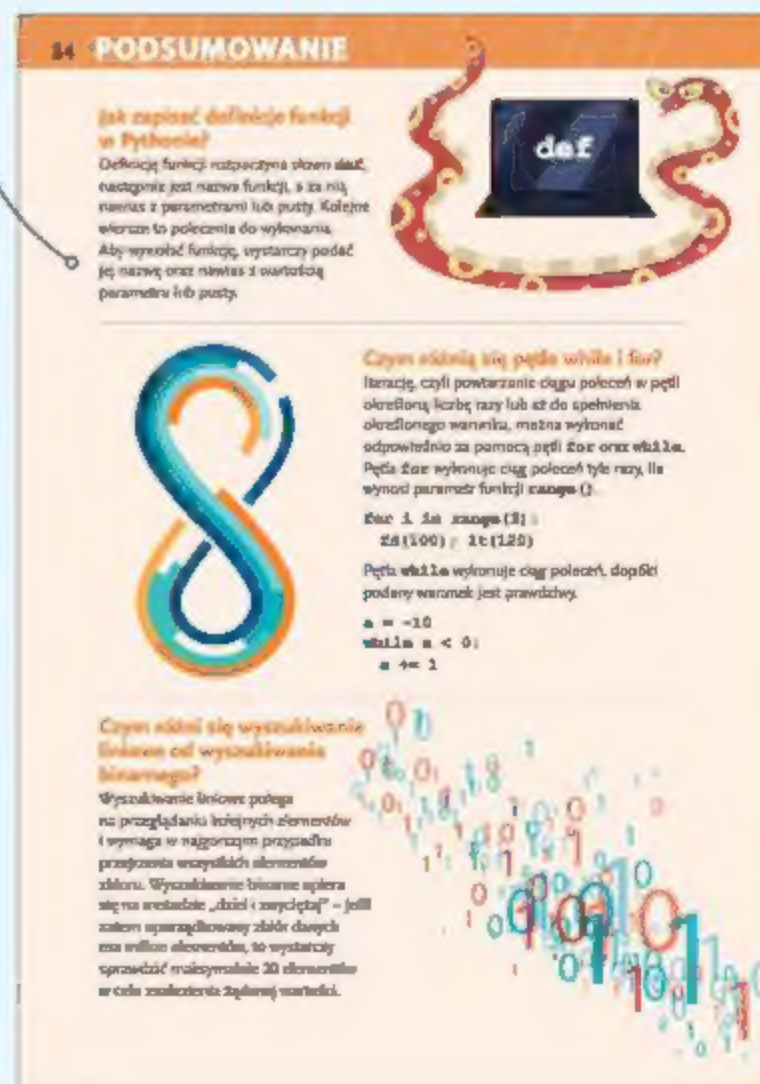 14 PODSUMOWANIE
Jak zapisać definicję funkcji
w Pythonie?
Definicję funkcji rozpoczyna słowo def,
następnie jest nazwa funkcji, a za nią
nawias z parametrami lub pusty. Kolejne
wiersze to polecenia do wykonania.
Aby wywołać funkcję, wystarczy podać
jej nazwę oraz nawias z wartością
parametru lub pusty.
def
Czym różnią się pętle while i for?
Iterację, czyli powtarzanie ciągu poleceń w pętli
określoną liczbę razy lub aż do spełnienia
określonego warunku, można wykonać
odpowiednio za pomocą pętli for oraz while.
Pętla for wykonuje ciąg poleceń tyle razy, ile
wynosi parametr funkcji range().
for i in range(3):
fd(100); lt(120)
Pętla while wykonuje ciąg poleceń, dopóki
podany warunek jest prawdziwy.
a = -10
while a < 0:
a += 1
Czym różni się wyszukiwanie
liniowe od wyszukiwania
binarnego?
Wyszukiwanie liniowe polega
na przeglądaniu kolejnych elementów
i wymaga w najgorszym przypadku
przejrzenia wszystkich elementów
zbioru. Wyszukiwanie binarne opiera
się na metodzie „dziel i zwyciężaj” – jeśli
zatem uporządkowany zbiór danych
ma milion elementów, to wystarczy
sprawdzić maksymalnie 20 elementów
w celu znalezienia żądanej wartości.